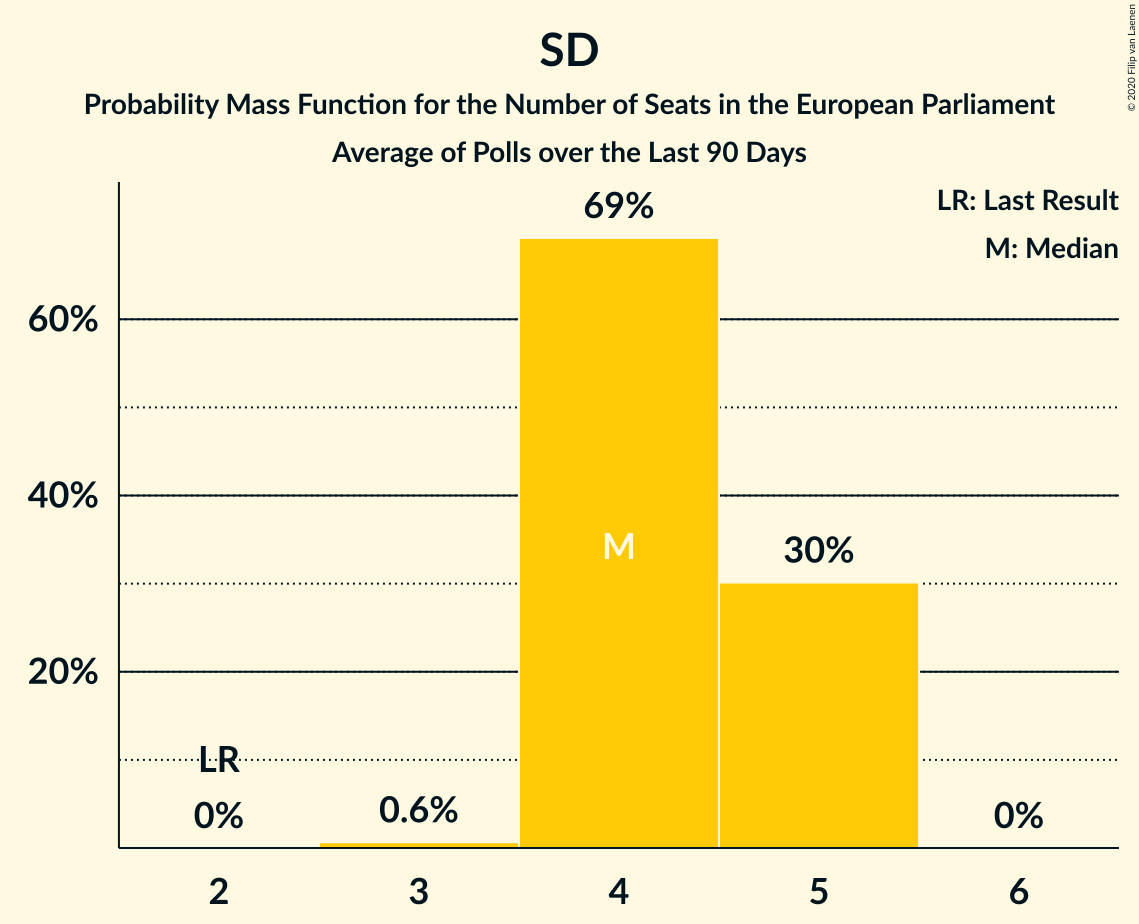 SD
Probability Mass Function for the Number of Seats in the European Parliament
Average of Polls over the Last 90 Days
© 2020 Filip van Laenen
LR: Last Result
M: Median
69%
60%
40%
M
30%
20%
LR
0%
0.6%
0%
2 3 4 5 6